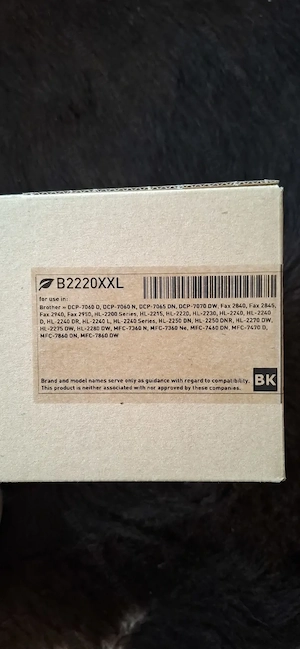 B2220XXL
for use in:
Brother = DCP-7060 D, DCP-7060 N, DCP-7065 DN, DCP-7070 DW, Fax 2840, Fax 2845,
Fax 2940, Fax 2950, HL-2200 Series, HL-2215, HL-2220, HL-2230, HL-2240, HL-2240
D, HL-2240 DR, HL-2240 L, HL-2240 Series, HL-2250 DN, HL-2250 DNR, HL-2270 DW,
HL-2275 DW, HL-2280 DW, MFC-7360 N, MFC-7360 Ne, MFC-7460 DN, MFC-7470 D,
MFC-7860 DN, MFC-7860 DW
Brand and model names serve only as guidance with regard to compatibility.
This product is neither associated with nor approved by these companies.
BK